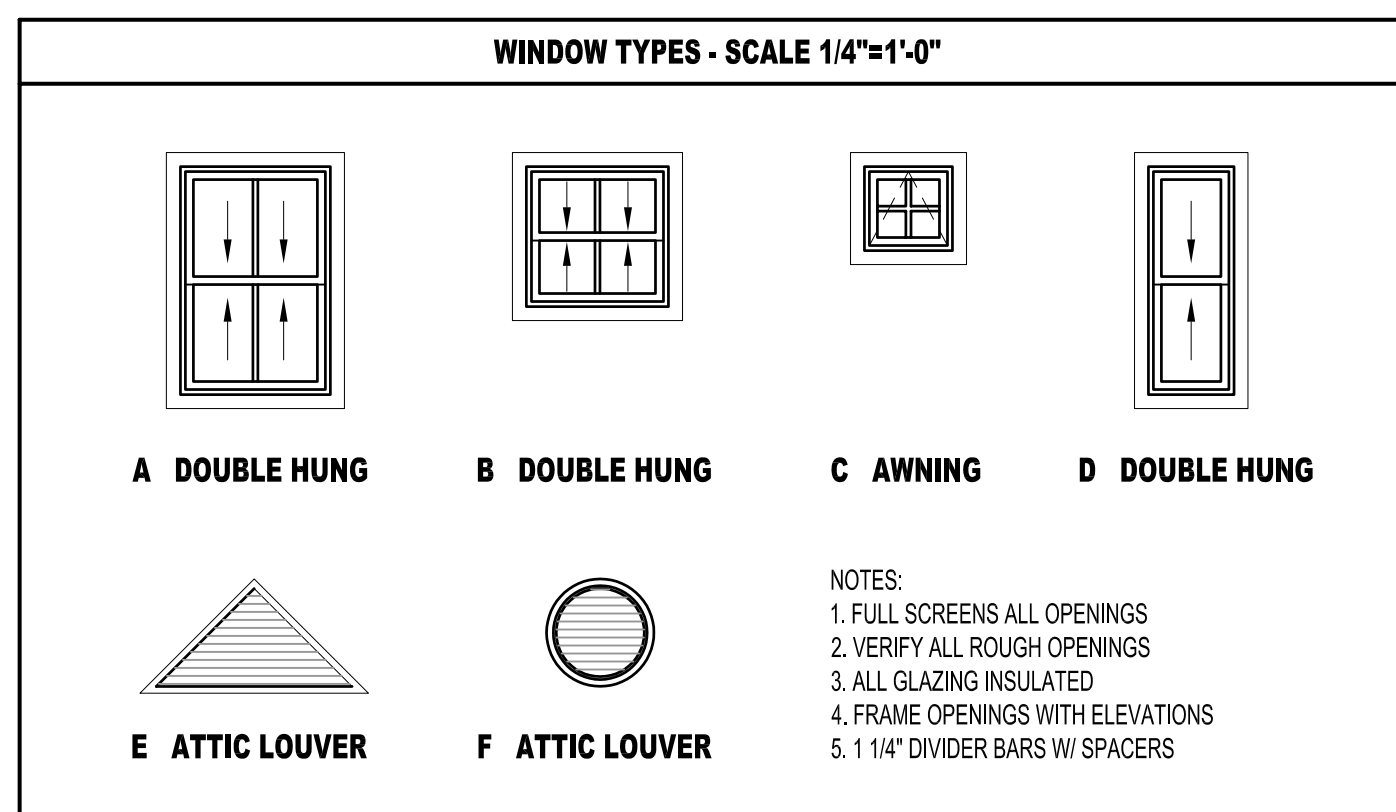 WINDOW TYPES - SCALE 1/4"=1'-0"
A DOUBLE HUNG
B DOUBLE HUNG
C AWNING
D DOUBLE HUNG
E ATTIC LOUVER
F ATTIC LOUVER
NOTES:
1. FULL SCREENS ALL OPENINGS
2. VERIFY ALL ROUGH OPENINGS
3. ALL GLAZING INSULATED
4. FRAME OPENINGS WITH ELEVATIONS
5. 1 1/4" DIVIDER BARS W/ SPACERS